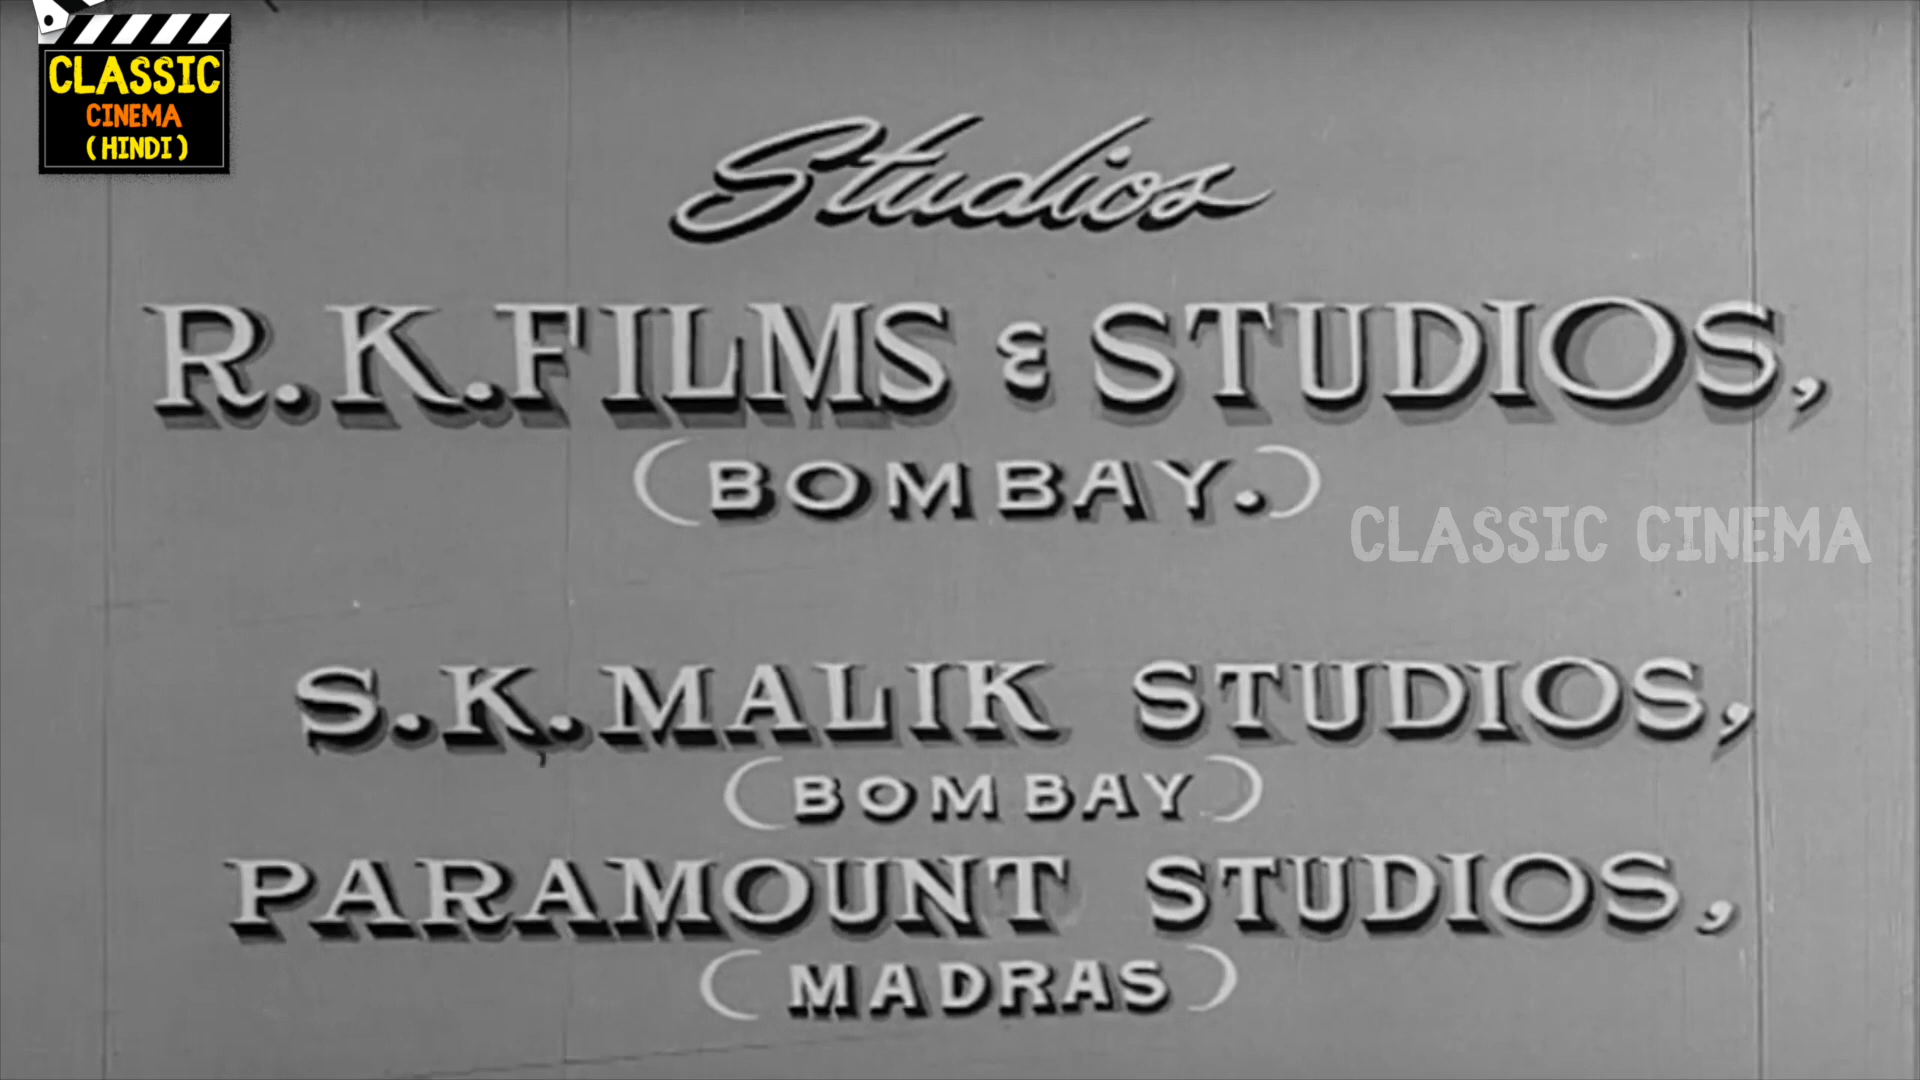 CLASSIC
CINEMA
(HINDI)
Studios
R.K.FILMS & STUDIOS,
(BOMBAY.)
CLASSIC CINEMA
S.K.MALIK STUDIOS,
(BOMBAY)
PARAMOUNT STUDIOS,
(MADRAS)